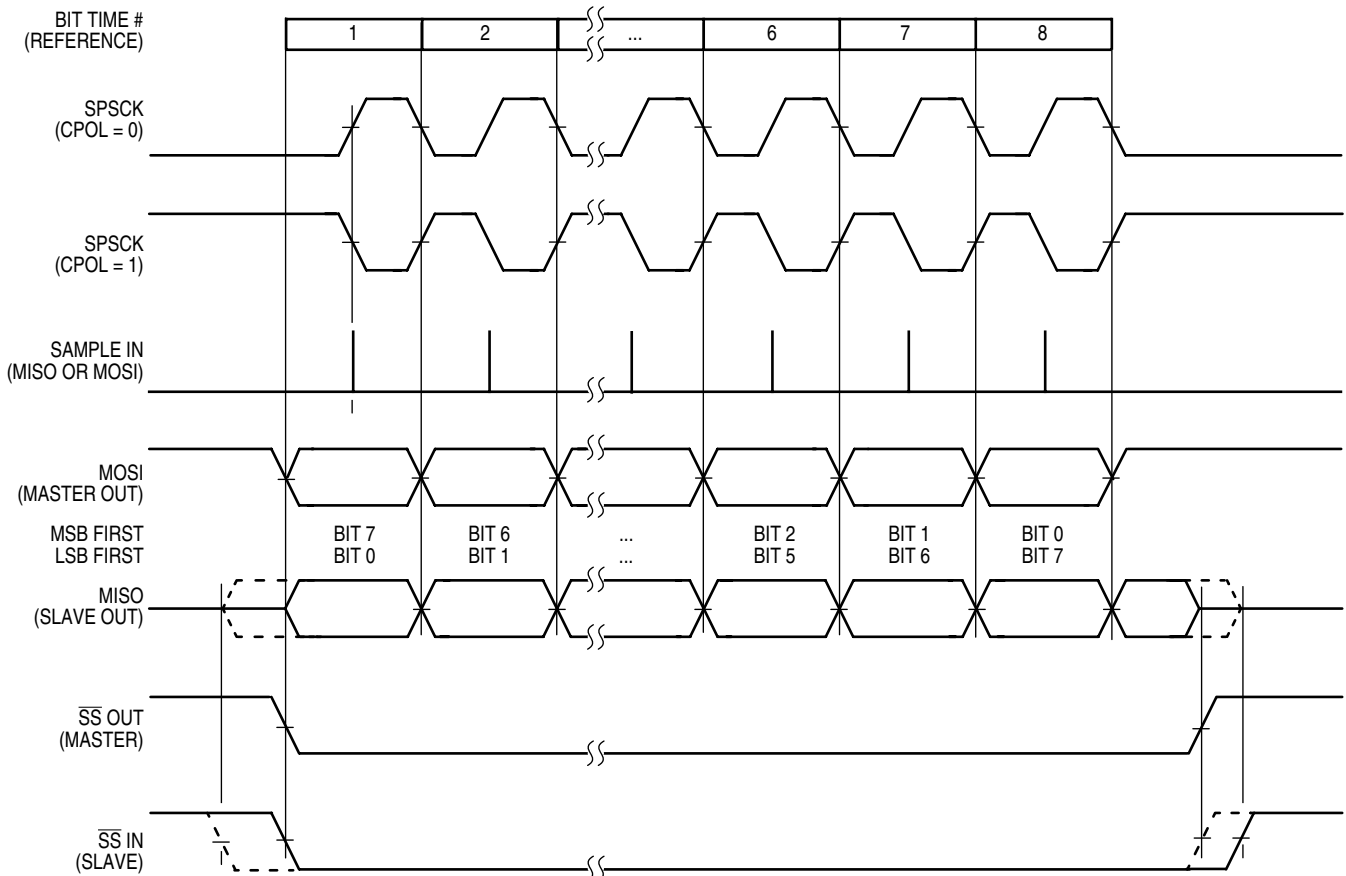 BIT TIME #
(REFERENCE)
1 2 ... 6 7 8
SPSCK
(CPOL = 0)
SPSCK
(CPOL = 1)
SAMPLE IN
(MISO OR MOSI)
MOSI
(MASTER OUT)
MSB FIRST BIT 7 BIT 6 ... BIT 2 BIT 1 BIT 0
LSB FIRST BIT 0 BIT 1 ... BIT 5 BIT 6 BIT 7
MISO
(SLAVE OUT)
S̅S̅ OUT
(MASTER)
S̅S̅ IN
(SLAVE)